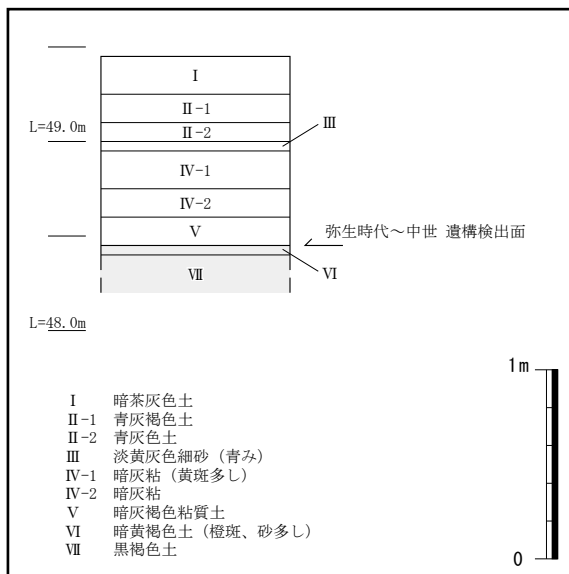 I
II-1
L=49.0m
II-2
III
IV-1
IV-2
V
弥生時代～中世 遺構検出面
VI
VII
L=48.0m
1m
I 暗茶灰色土
II-1 青灰褐色土
II-2 青灰色土
III 淡黄灰色細砂（青み）
IV-1 暗灰粘（黄斑多し）
IV-2 暗灰粘
V 暗灰褐色粘質土
VI 暗黄褐色土（橙斑、砂多し）
VII 黒褐色土
0